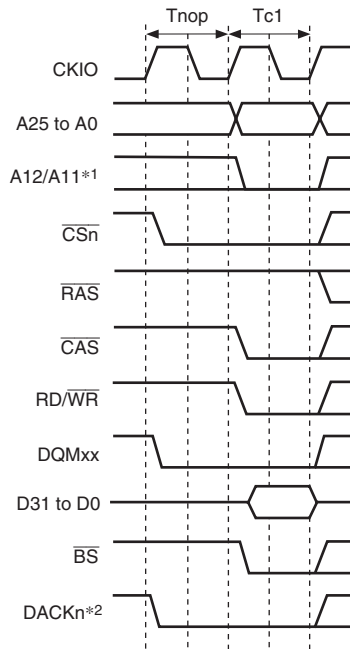 Tnop Tc1
CKIO
A25 to A0
A12/A11*1
CSn
RAS
CAS
RD/WR
DQMxx
D31 to D0
BS
DACKn*2